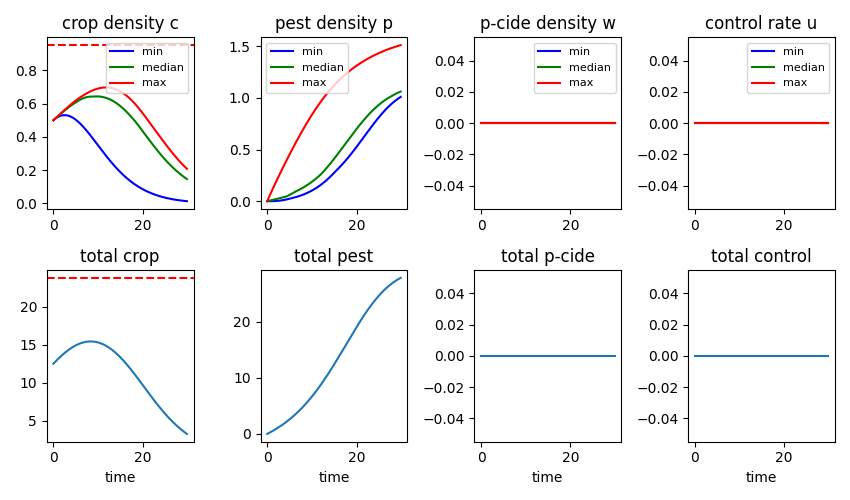 crop density c
pest density p
p-cide density w
control rate u
0.8
0.6
0.4
0.2
0.0
min
median
max
0 20
1.5
1.0
0.5
0.0
min
median
max
0 20
0.04
0.02
0.00
−0.02
−0.04
min
median
max
0 20
0.04
0.02
0.00
−0.02
−0.04
min
median
max
0 20
total crop
total pest
total p-cide
total control
20
15
10
5
0 20
time
20
10
0
0 20
time
0.04
0.02
0.00
−0.02
−0.04
0 20
time
0.04
0.02
0.00
−0.02
−0.04
0 20
time